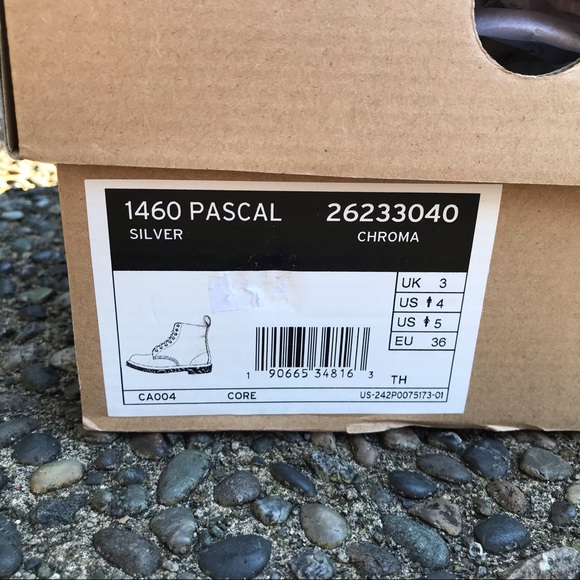 1460 PASCAL 26233040
SILVER CHROMA
UK 3
US 4
US 5
EU 36
1 90665 34816 3
TH
CA004 CORE US-242P0075173-01